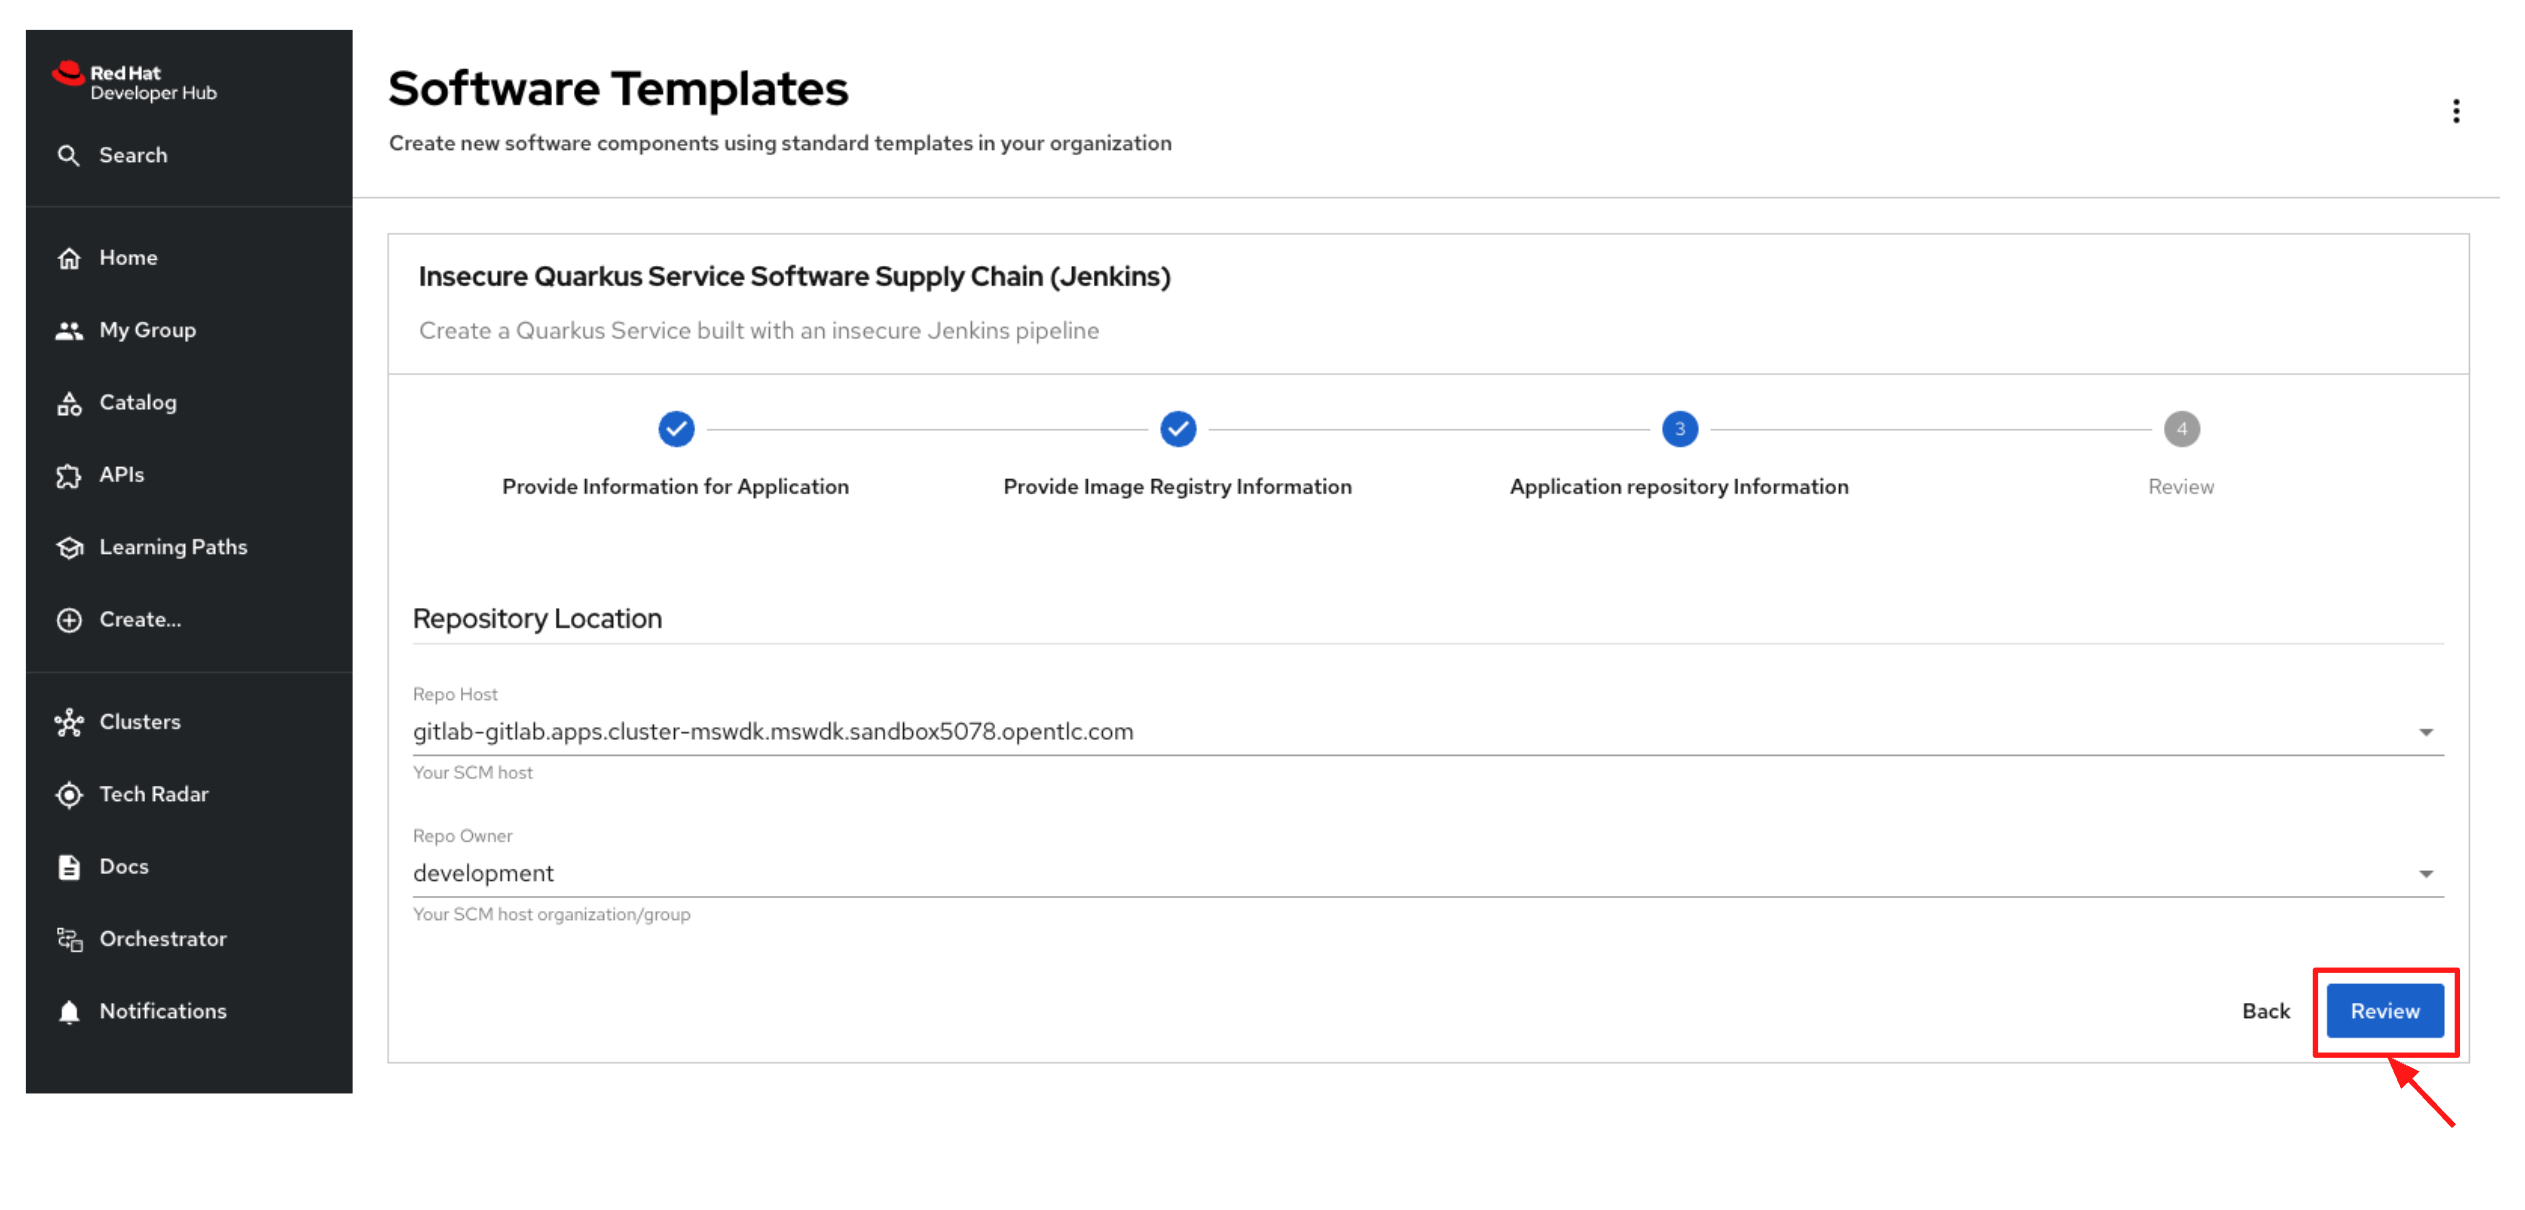 Red Hat
Developer Hub
Search
Home
My Group
Catalog
APIs
Learning Paths
Create...
Clusters
Tech Radar
Docs
Orchestrator
Notifications
Software Templates
Create new software components using standard templates in your organization
Insecure Quarkus Service Software Supply Chain (Jenkins)
Create a Quarkus Service built with an insecure Jenkins pipeline
3
4
Provide Information for Application
Provide Image Registry Information
Application repository Information
Review
Repository Location
Repo Host
gitlab-gitlab.apps.cluster-mswdk.mswdk.sandbox5078.opentlc.com
Your SCM host
Repo Owner
development
Your SCM host organization/group
Back
Review